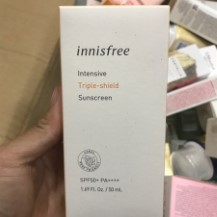 innisfree
Intensive
Triple-shield
Sunscreen
SPF50+ PA++++
1.69 Fl. Oz. / 50 mL